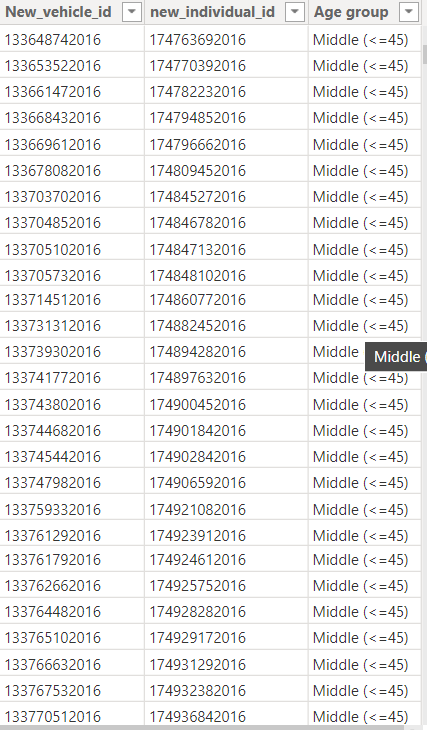 New_vehicle_id new_individual_id Age group
133648742016 174763692016 Middle (<=45)
133653522016 174770392016 Middle (<=45)
133661472016 174782232016 Middle (<=45)
133668432016 174794852016 Middle (<=45)
133669612016 174796662016 Middle (<=45)
133678082016 174809452016 Middle (<=45)
133703702016 174845272016 Middle (<=45)
133704852016 174846782016 Middle (<=45)
133705102016 174847132016 Middle (<=45)
133705732016 174848102016 Middle (<=45)
133714512016 174860772016 Middle (<=45)
133731312016 174882452016 Middle (<=45)
133739302016 174894282016 Middle
Middle (
133741772016 174897632016 Middle (<=45)
133743802016 174900452016 Middle (<=45)
133744682016 174901842016 Middle (<=45)
133745442016 174902842016 Middle (<=45)
133747982016 174906592016 Middle (<=45)
133759332016 174921082016 Middle (<=45)
133761292016 174923912016 Middle (<=45)
133761792016 174924612016 Middle (<=45)
133762662016 174925752016 Middle (<=45)
133764482016 174928282016 Middle (<=45)
133765102016 174929172016 Middle (<=45)
133766632016 174931292016 Middle (<=45)
133767532016 174932382016 Middle (<=45)
133770512016 174936842016 Middle (<=45)